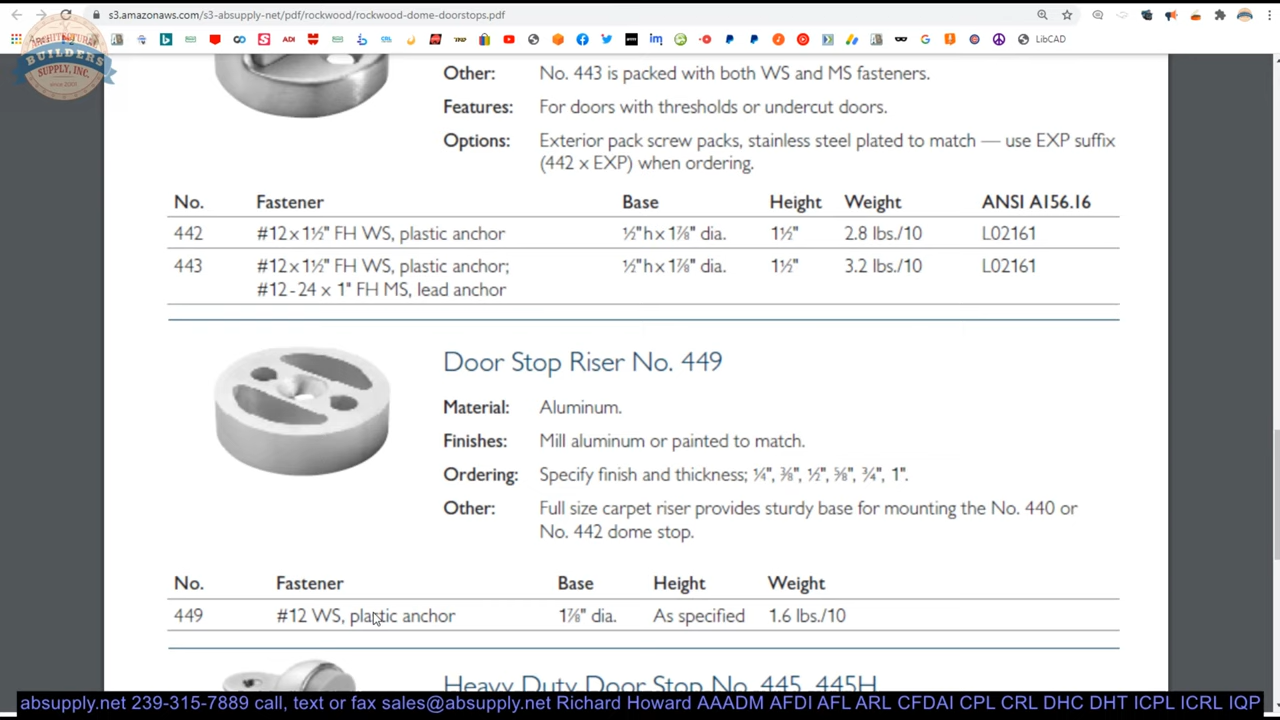 s3.amazonaws.com/s3-absupply-net/pdf/rockwood/rockwood-dome-doorstops.pdf
LibCAD
ARCHITECTURAL
BUILDERS
SUPPLY, INC.
since 2001
Other: No. 443 is packed with both WS and MS fasteners.
Features: For doors with thresholds or undercut doors.
Options: Exterior pack screw packs, stainless steel plated to match — use EXP suffix
(442 x EXP) when ordering.
No. Fastener Base Height Weight ANSI A156.16
442 #12 x 1½" FH WS, plastic anchor ½"h x 1⅞" dia. 1½" 2.8 lbs./10 L02161
443 #12 x 1½" FH WS, plastic anchor; ½"h x 1⅞" dia. 1½" 3.2 lbs./10 L02161
#12-24 x 1" FH MS, lead anchor
Door Stop Riser No. 449
Material: Aluminum.
Finishes: Mill aluminum or painted to match.
Ordering: Specify finish and thickness; ¼", ⅜", ½", ⅝", ¾", 1".
Other: Full size carpet riser provides sturdy base for mounting the No. 440 or
No. 442 dome stop.
No. Fastener Base Height Weight
449 #12 WS, plastic anchor 1⅞" dia. As specified 1.6 lbs./10
Heavy Duty Door Stop No. 445, 445H
absupply.net 239-315-7889 call, text or fax sales@absupply.net Richard Howard AAADM AFDI AFL ARL CFDAI CPL CRL DHC DHT ICPL ICRL IQP